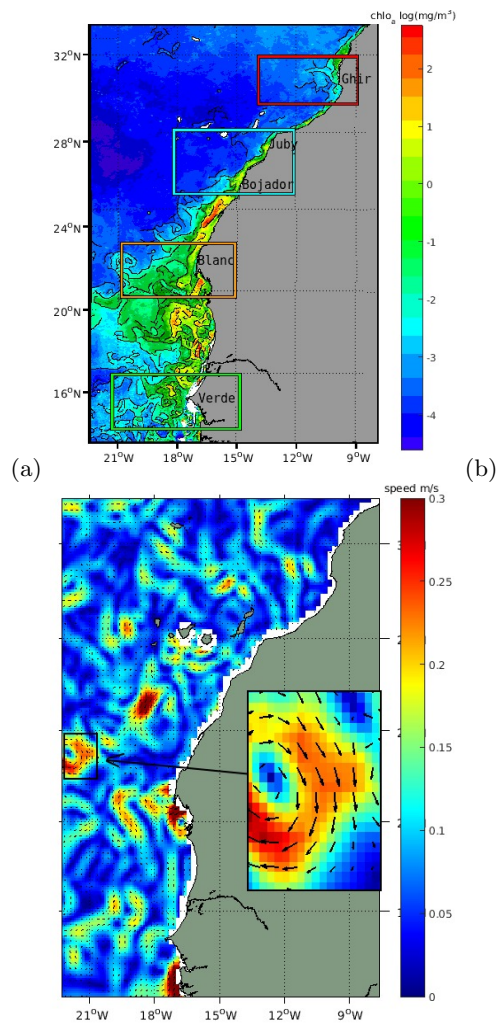 chlo_a log(mg/m³)
32°N
Ghir
2
28°N
Juby
1
Bojador
0
24°N
Blanc
-1
20°N
-2
-3
16°N
Verde
-4
(a)
21°W 18°W 15°W 12°W 9°W
(b)
speed m/s
0.3
0.25
0.2
0.15
0.1
0.05
0
21°W 18°W 15°W 12°W 9°W